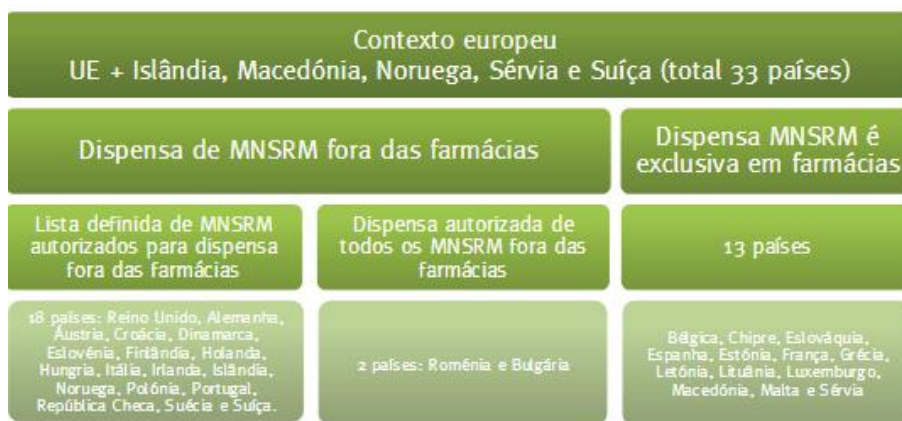 Contexto europeu
UE + Islândia, Macedónia, Noruega, Sérvia e Suíça (total 33 países)
Dispensa de MNSRM fora das farmácias
Dispensa MNSRM é
exclusiva em farmácias
Lista definida de MNSRM
autorizados para dispensa
fora das farmácias
Dispensa autorizada de
todos os MNSRM fora das
farmácias
13 países
18 países: Reino Unido, Alemanha,
Áustria, Croácia, Dinamarca,
Eslovénia, Finlândia, Holanda,
Hungria, Itália, Irlanda, Islândia,
Noruega, Polónia, Portugal,
República Checa, Suécia e Suíça.
2 países: Roménia e Bulgária
Bélgica, Chipre, Eslováquia,
Espanha, Estónia, França, Grécia,
Letónia, Lituânia, Luxemburgo,
Macedónia, Malta e Sérvia